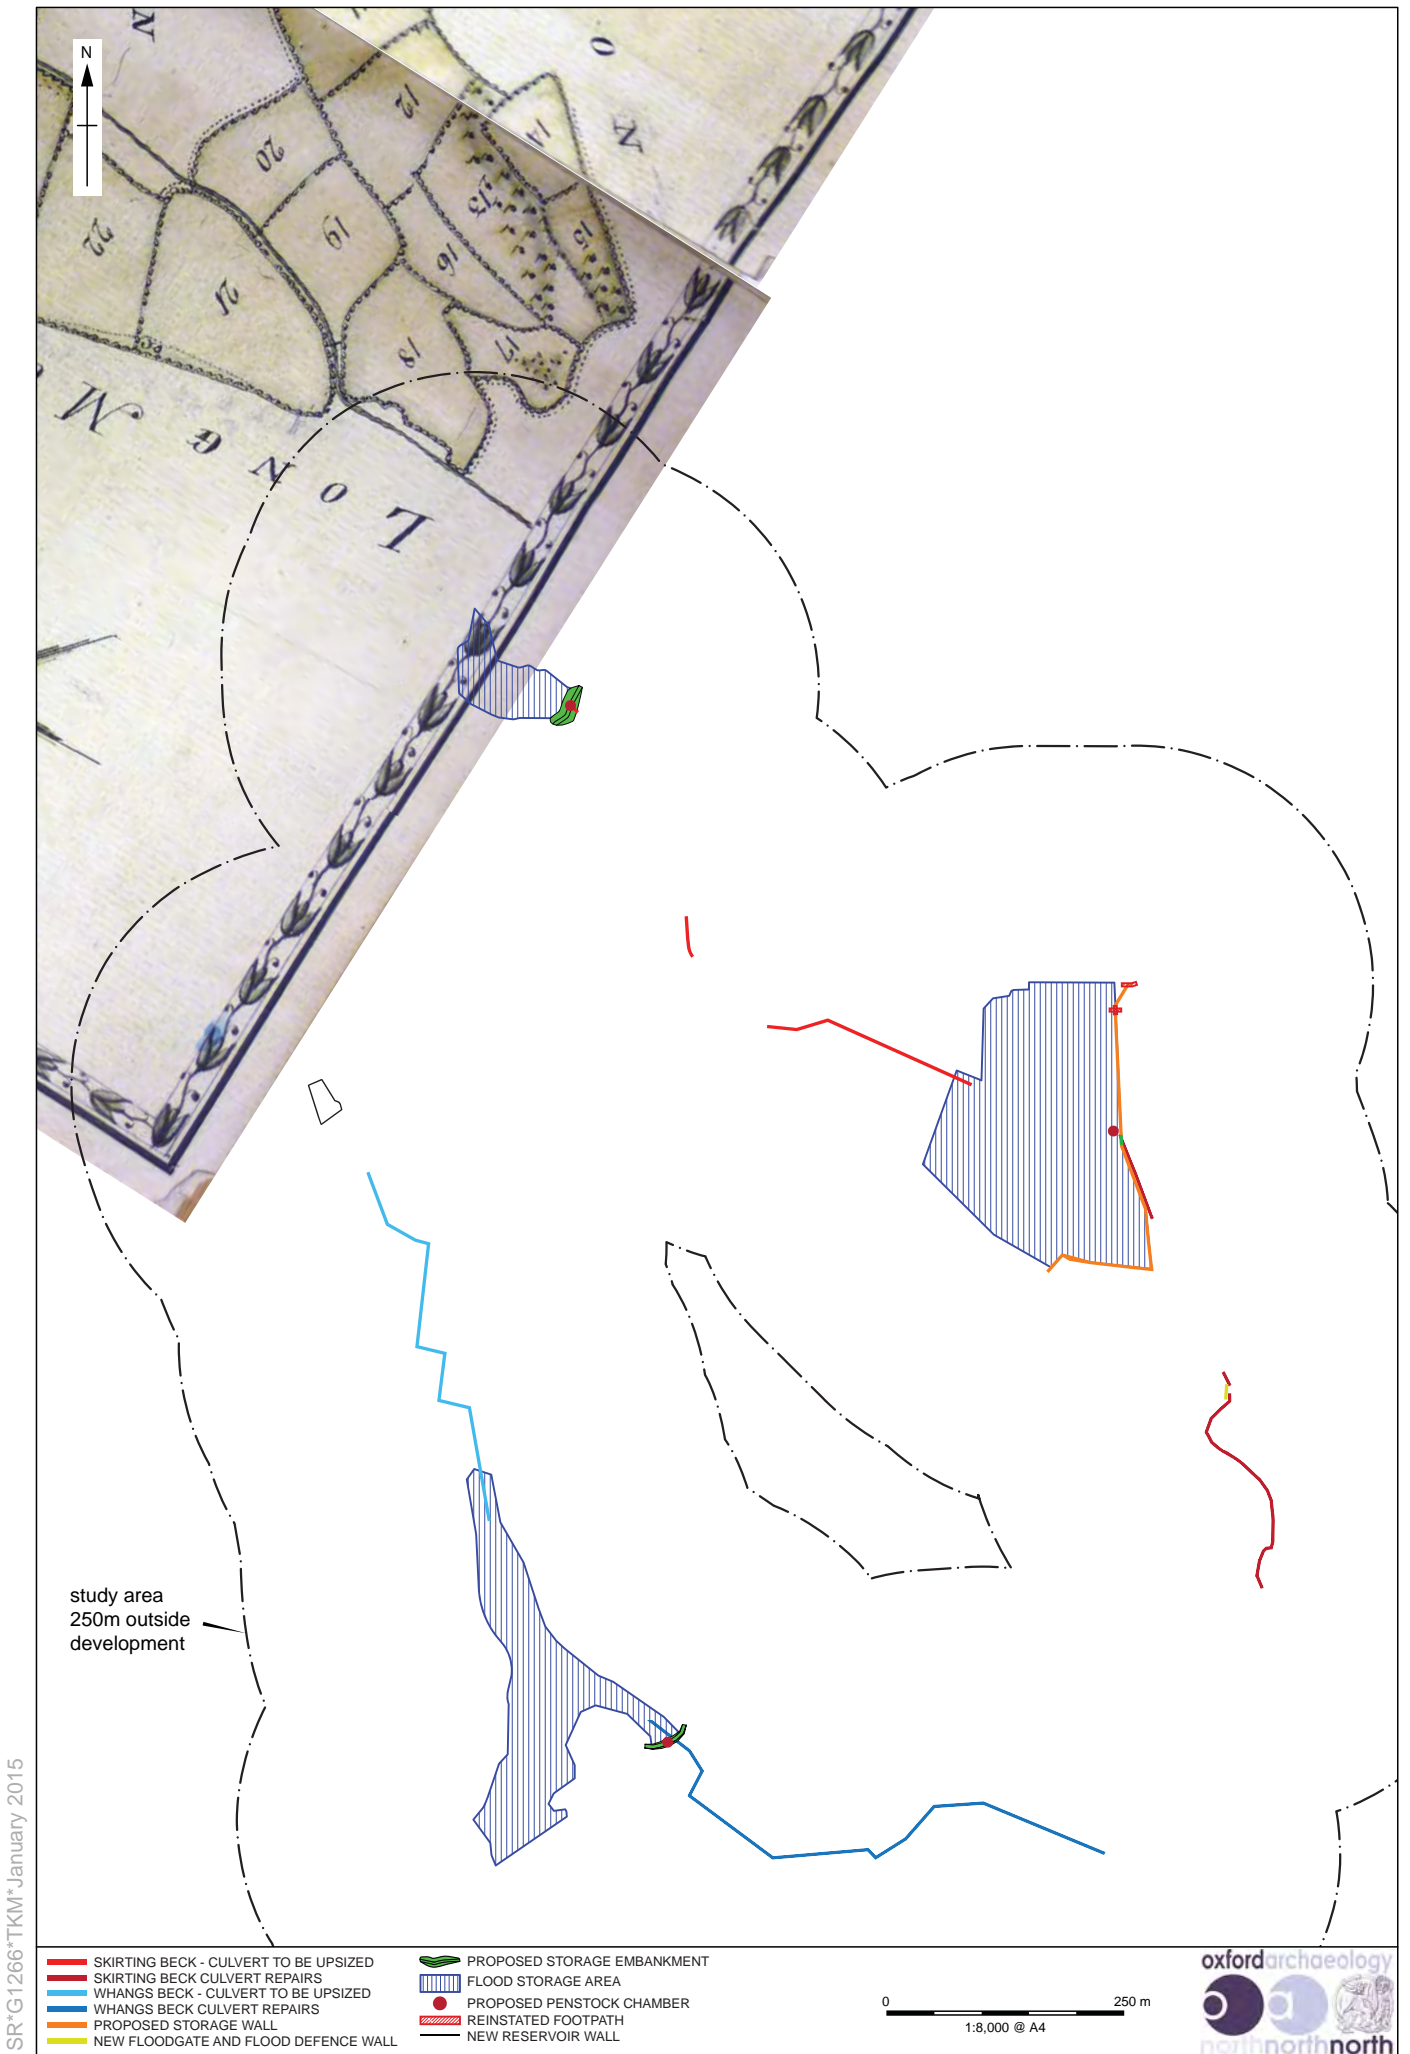 N
N
O
N
12
14
20
13
15
19
16
22
21
18
17
LONG M
study area
250m outside
development
SR*G1266*TKM*January 2015
SKIRTING BECK - CULVERT TO BE UPSIZED
SKIRTING BECK CULVERT REPAIRS
WHANGS BECK - CULVERT TO BE UPSIZED
WHANGS BECK CULVERT REPAIRS
PROPOSED STORAGE WALL
NEW FLOODGATE AND FLOOD DEFENCE WALL
PROPOSED STORAGE EMBANKMENT
FLOOD STORAGE AREA
PROPOSED PENSTOCK CHAMBER
REINSTATED FOOTPATH
NEW RESERVOIR WALL
0 250 m
1:8,000 @ A4
oxfordarchaeology
northnorthnorth